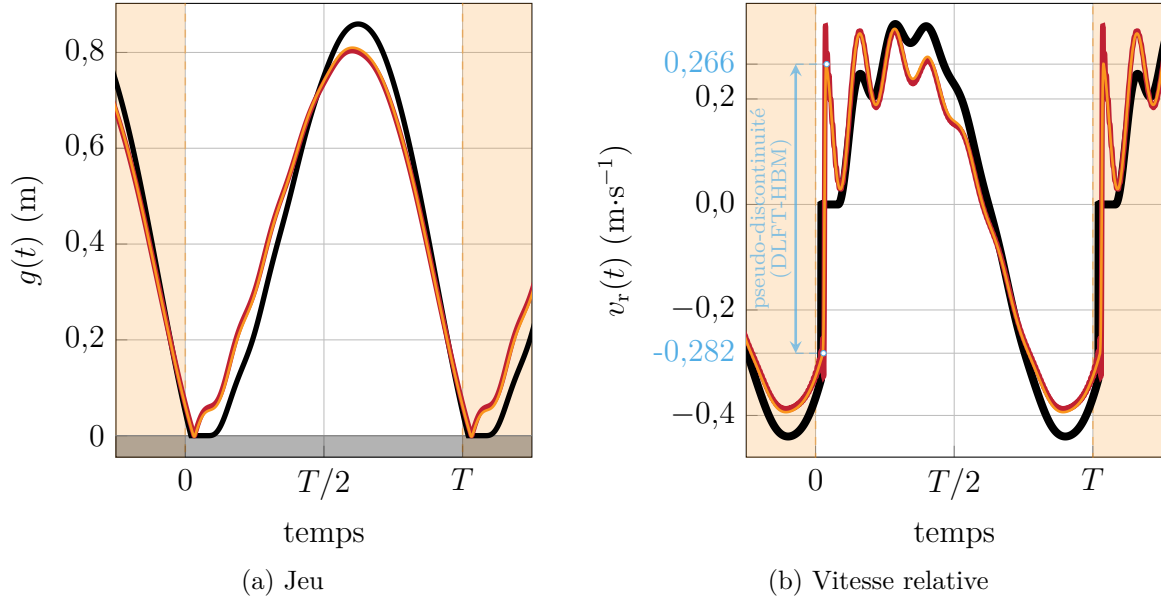 g(t) (m)
0,8
0,6
0,4
0,2
0
0
T/2
T
temps
(a) Jeu
v_r(t) (m·s⁻¹)
0,266
0,2
0,0
−0,2
-0,282
−0,4
pseudo-discontinuité
(DLFT-HBM)
0
T/2
T
temps
(b) Vitesse relative